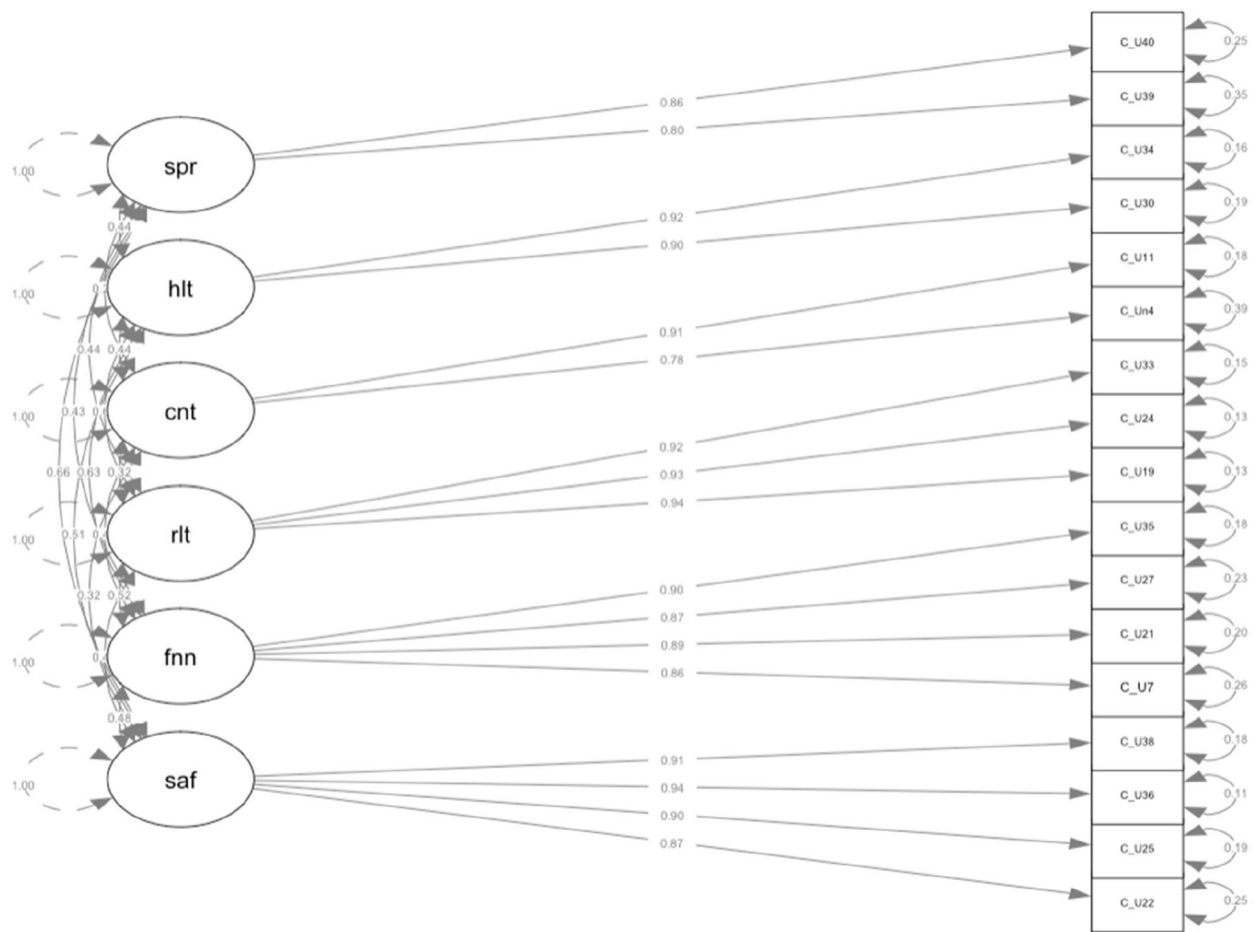 C_U40 0.25
0.86
C_U39 0.35
0.80
1.00 spr
C_U34 0.16
C_U30 0.19
0.92
0.44
0.90
C_U11 0.18
1.00 hlt
C_Un4 0.39
0.91
0.44 0.44
0.78
C_U33 0.15
1.00 0.43 cnt
C_U24 0.13
0.92
0.66 0.63 0.32
0.93
C_U19 0.13
0.94
C_U35 0.18
1.00 0.51 rlt
C_U27 0.23
0.90
0.32 0.52
0.87
C_U21 0.20
0.89
1.00 fnn
0.86
C_U7 0.26
0.48
C_U38 0.18
0.91
1.00 saf
0.94
C_U36 0.11
0.90
0.87
C_U25 0.19
C_U22 0.25